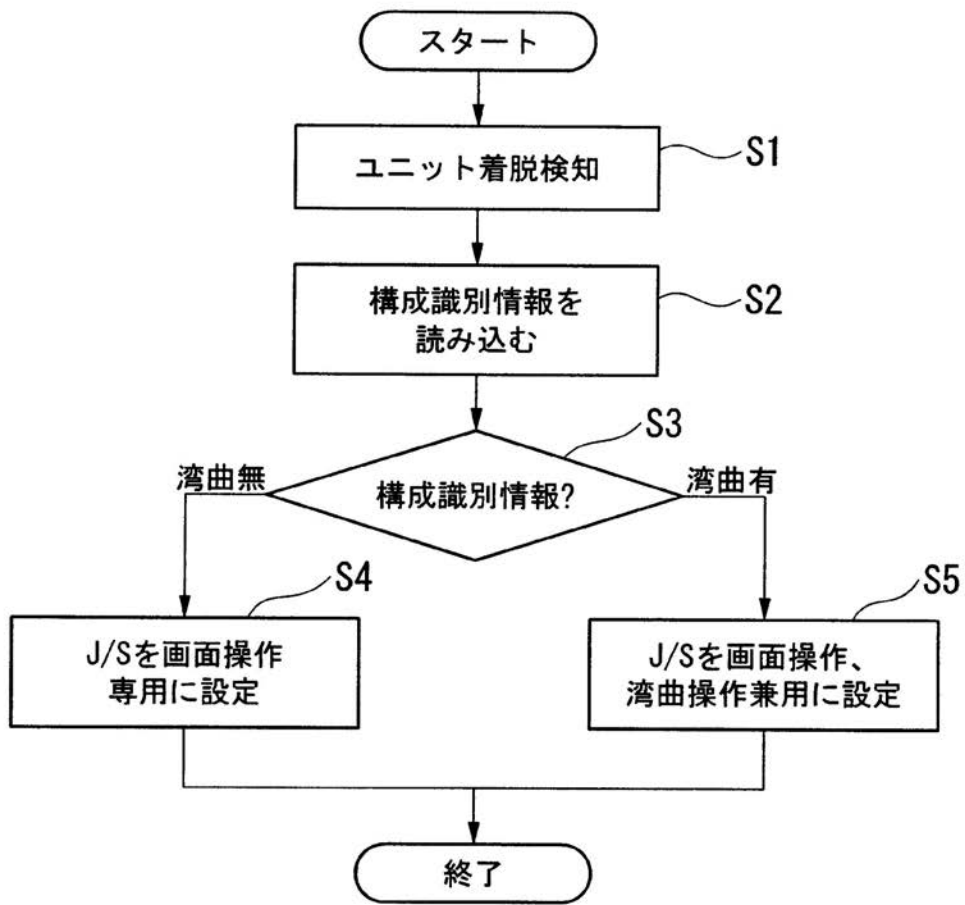 スタート
ユニット着脱検知
S1
構成識別情報を
読み込む
S2
構成識別情報?
S3
湾曲無
湾曲有
J/Sを画面操作
専用に設定
S4
J/Sを画面操作、
湾曲操作兼用に設定
S5
終了